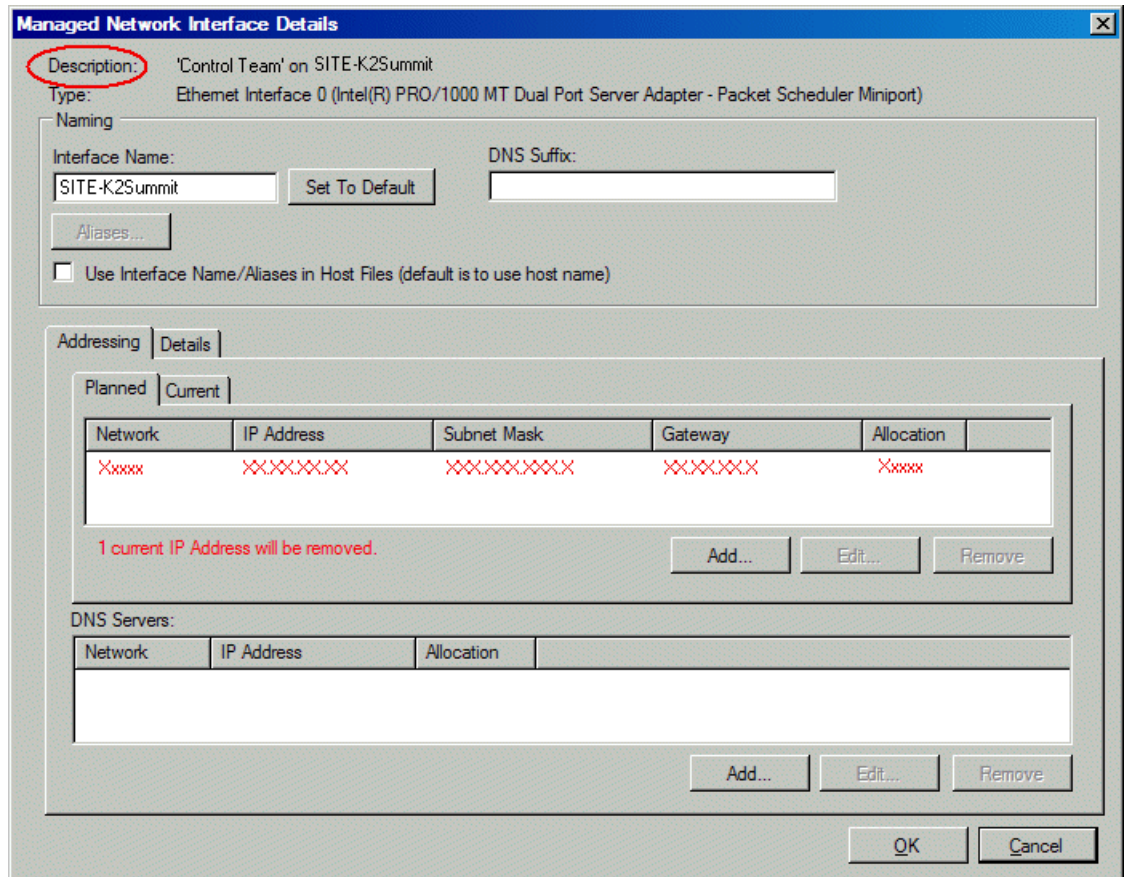 Managed Network Interface Details
Description: 'Control Team' on SITE-K2Summit
Type: Ethernet Interface 0 (Intel(R) PRO/1000 MT Dual Port Server Adapter - Packet Scheduler Miniport)
Naming
Interface Name: DNS Suffix:
SITE-K2Summit Set To Default
Aliases...
Use Interface Name/Aliases in Host Files (default is to use host name)
Addressing Details
Planned Current
Network IP Address Subnet Mask Gateway Allocation
Xxxxx XX.XX.XX.XX XXX.XXX.XXX.X XX.XX.XX.X Xxxxx
1 current IP Address will be removed.
Add... Edit... Remove
DNS Servers:
Network IP Address Allocation
Add... Edit... Remove
OK Cancel